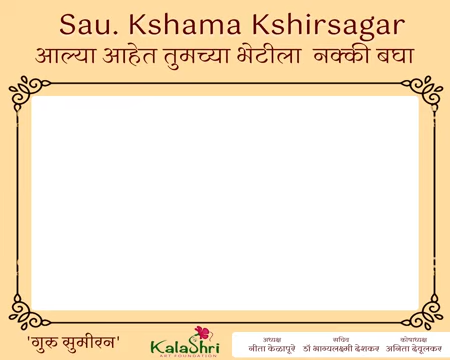 Sau. Kshama Kshirsagar
आल्या आहेत तुमच्या भेटीला नक्की बघा
'गुरु सुमीरन'
KalaShri
ART FOUNDATION
अध्यक्ष
नीता केळापूरे
सचिव
डॉ भाग्यलक्ष्मी देशकर
कोषाध्यक्ष
अनिता देवूलकर